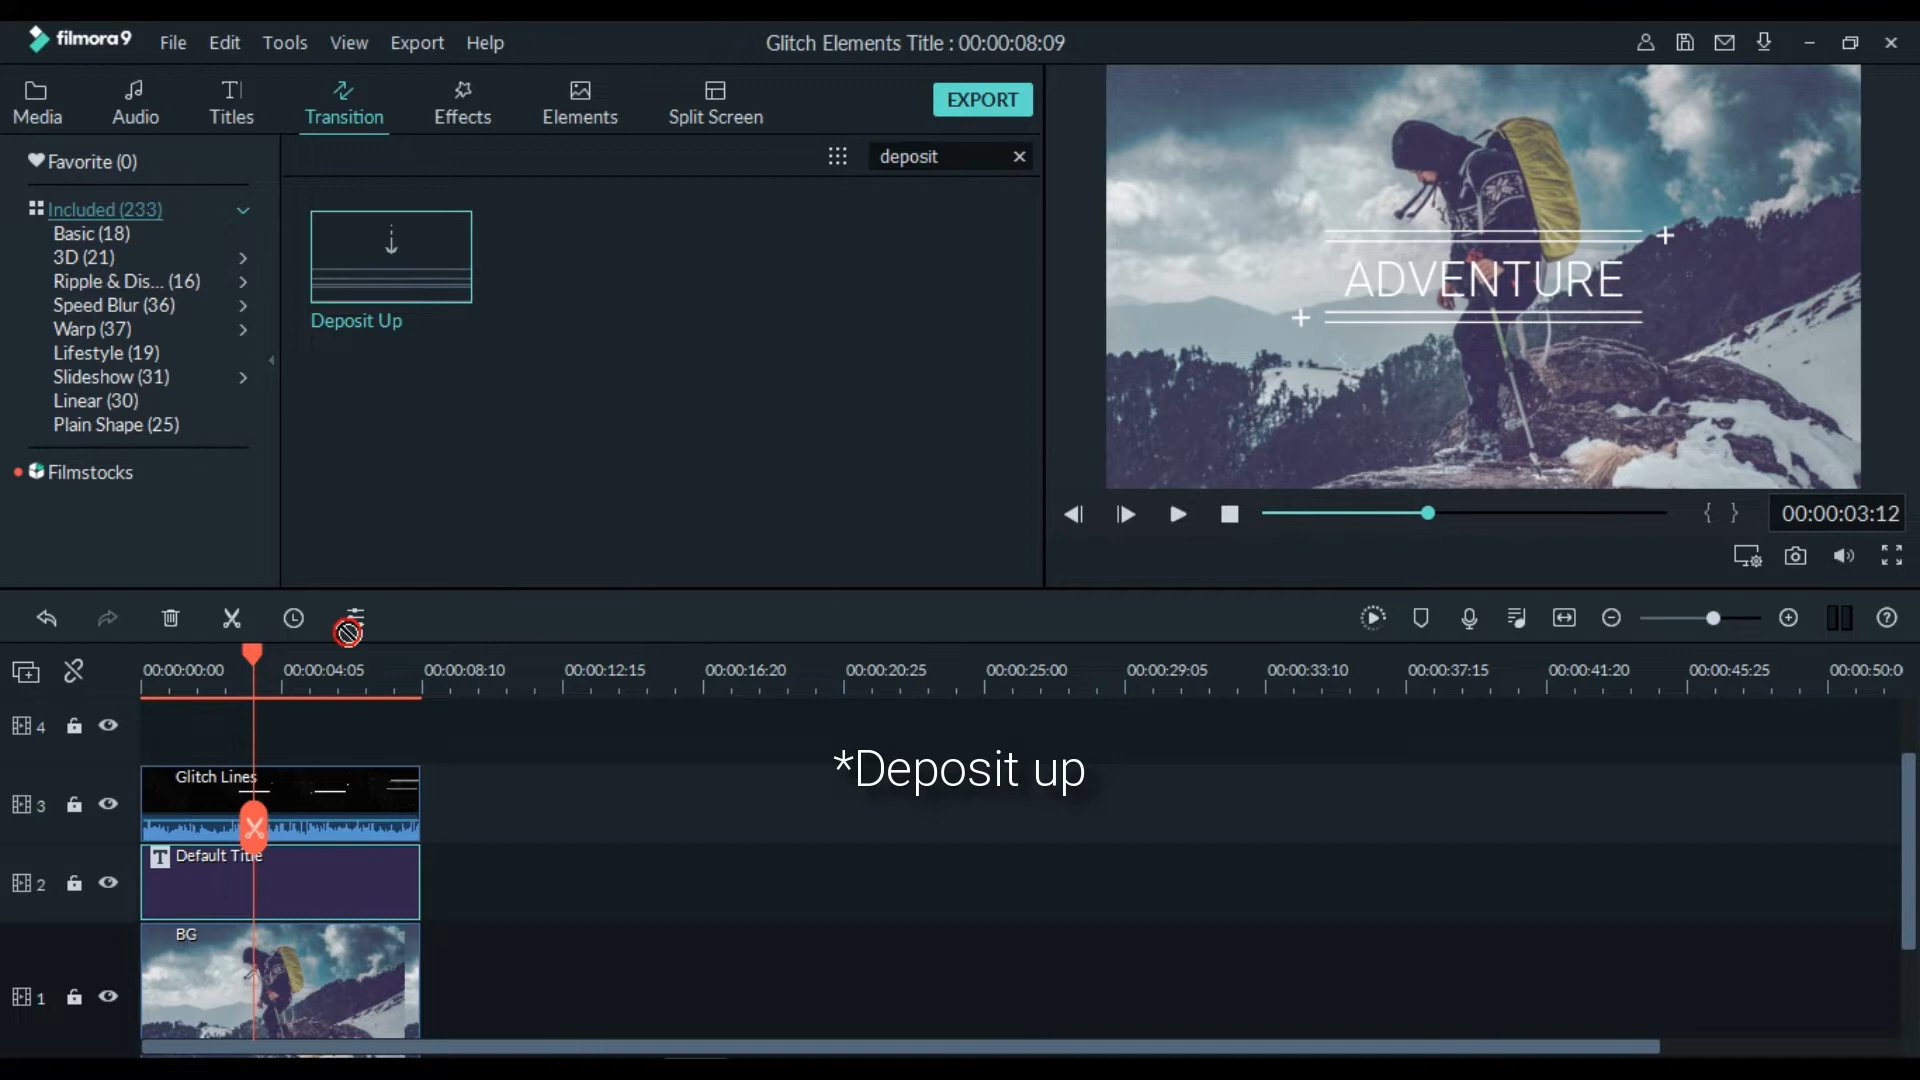 filmora9 File Edit Tools View Export Help Glitch Elements Title : 00:00:08:09
Media Audio Titles Transition Effects Elements Split Screen EXPORT
Favorite (0)
deposit
Included (233)
Basic (18)
3D (21)
Ripple & Dis... (16)
Speed Blur (36)
Warp (37)
Lifestyle (19)
Slideshow (31)
Linear (30)
Plain Shape (25)
Filmstocks
Deposit Up
ADVENTURE
00:00:03:12
00:00:00:00 00:00:04:05 00:00:08:10 00:00:12:15 00:00:16:20 00:00:20:25 00:00:25:00 00:00:29:05 00:00:33:10 00:00:37:15 00:00:41:20 00:00:45:25 00:00:50:0
4
Glitch Lines
3
*Deposit up
T Default Title
2
BG
1